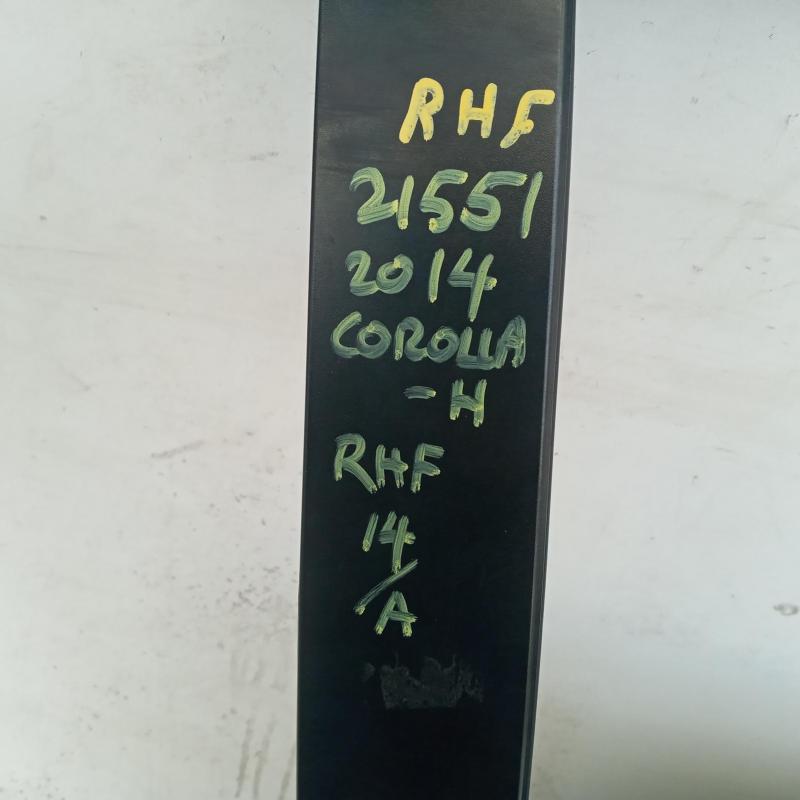 RHF
21551
2014
COROLLA
-H
RHF
14
/A